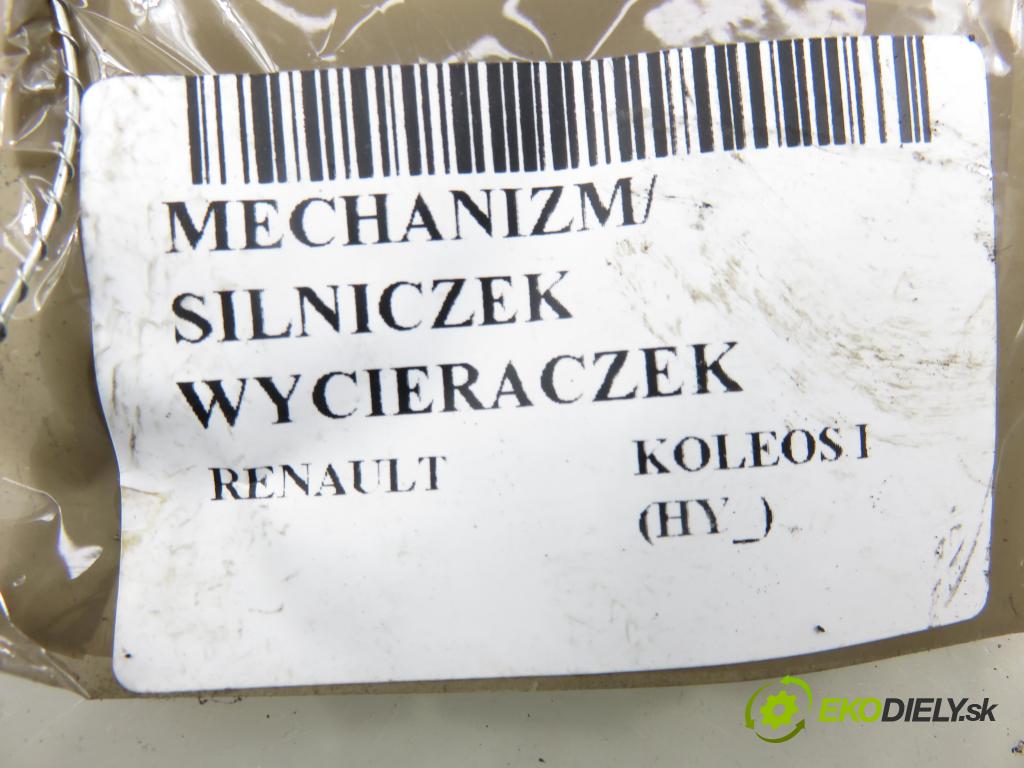 MECHANIZM/
SILNICZEK
WYCIERACZEK
RENAULT KOLEOS I
(HY_)
EKODIELY.sk